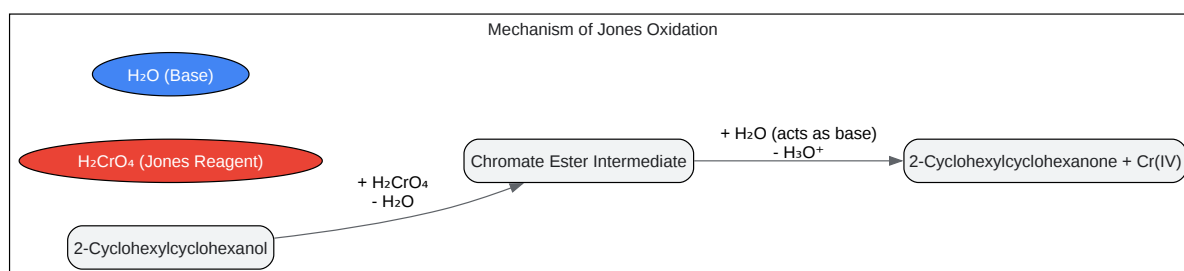 Mechanism of Jones Oxidation
H₂O (Base)
H₂CrO₄ (Jones Reagent)
2-Cyclohexylcyclohexanol
+ H₂CrO₄
- H₂O
Chromate Ester Intermediate
+ H₂O (acts as base)
- H₃O⁺
2-Cyclohexylcyclohexanone + Cr(IV)